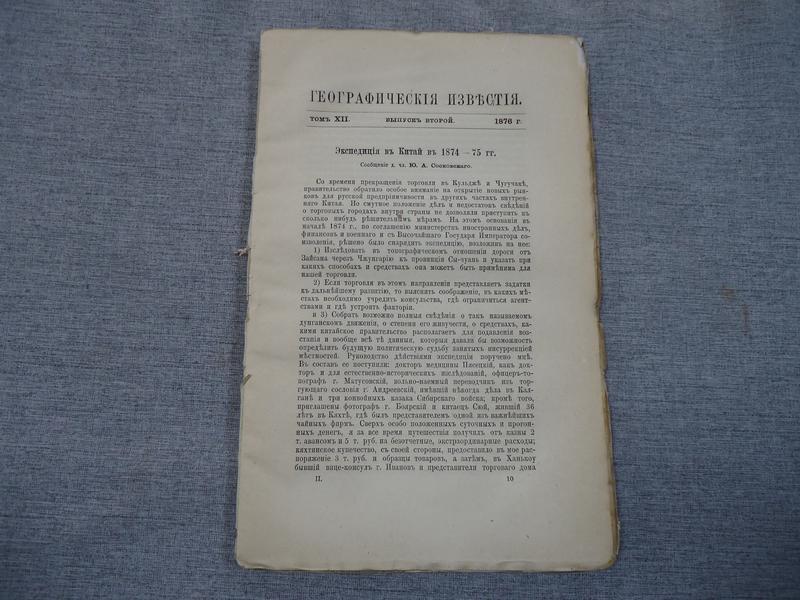 ГЕОГРАФИЧЕСКІЯ ИЗВѢСТІЯ.
ТОМЪ XII. ВЫПУСКЪ ВТОРОЙ. 1876 г.
Экспедиція въ Китай въ 1874—75 гг.
Сообщеніе д. чл. Ю. А. Сосновскаго.
Со времени прекращенія торговли въ Кульджѣ и Чугучакѣ,
правительство обратило особое вниманіе на открытіе новыхъ рын-
ковъ для русской предпріимчивости въ другихъ частяхъ внутрен-
няго Китая. Но смутное положеніе дѣлъ и недостатокъ свѣдѣній
о торговыхъ городахъ внутри страны не дозволяли приступить къ
сколько нибудь рѣшительнымъ мѣрамъ. На этомъ основаніи въ
началѣ 1874 г., по соглашенію министерствъ иностранныхъ дѣлъ,
финансовъ и военнаго и съ Высочайшаго Государя Императора со-
изволенія, рѣшено было снарядить экспедицію, возложивъ на нее:
1) Изслѣдовать въ топографическомъ отношеніи дороги отъ
Зайсана черезъ Чжунгарію къ провинціи Сы-чуань и указать при
какихъ способахъ и средствахъ она можетъ быть примѣнима для
нашей торговли.
2) Если торговля въ этомъ направленіи представляетъ задатки
къ дальнѣйшему развитію, то выяснить соображеніе, въ какихъ мѣ-
стахъ необходимо учредить консульства, гдѣ ограничиться агент-
ствами и гдѣ устроить факторіи.
и 3) Собрать возможно полныя свѣдѣнія о такъ называемомъ
дунганскомъ движеніи, о степени его живучести, о средствахъ, ка-
кими китайское правительство располагаетъ для подавленія воз-
станія и вообще всѣ тѣ данныя, которыя давали бы возможность
опредѣлить будущую политическую судьбу занятыхъ инсурекціей
мѣстностей. Руководство дѣйствіями экспедиціи поручено мнѣ.
Въ составъ ее поступили: докторъ медицины Пясецкій, какъ док-
торъ и для естественно-историческихъ изслѣдованій, офицеръ-то-
пографъ г. Матусовскій, вольно-наемный переводчикъ изъ тор-
гующаго сословія г. Андреевскій, имѣвшій нѣкогда дѣла въ Кал-
ганѣ и три конвойныхъ казака Сибирскаго войска; кромѣ того,
приглашены фотографъ г. Боярскій и китаецъ Сюй, жившій 36
лѣтъ въ Кяхтѣ, гдѣ былъ представителемъ одной изъ важнѣйшихъ
чайныхъ фирмъ. Сверхъ особо положенныхъ суточныхъ и прогон-
ныхъ денегъ, я за все время путешествія получилъ отъ казны 2
т. авансомъ и 5 т. руб. на безотчетные, экстраординарные расходы;
кяхтинское купечество, съ своей стороны, предоставило въ мое рас-
поряженіе 3 т. руб. и образцы товаровъ, а затѣмъ, въ Ханькоу
бывшій вице-консулъ г. Ивановъ и представители торговаго дома
II. 10